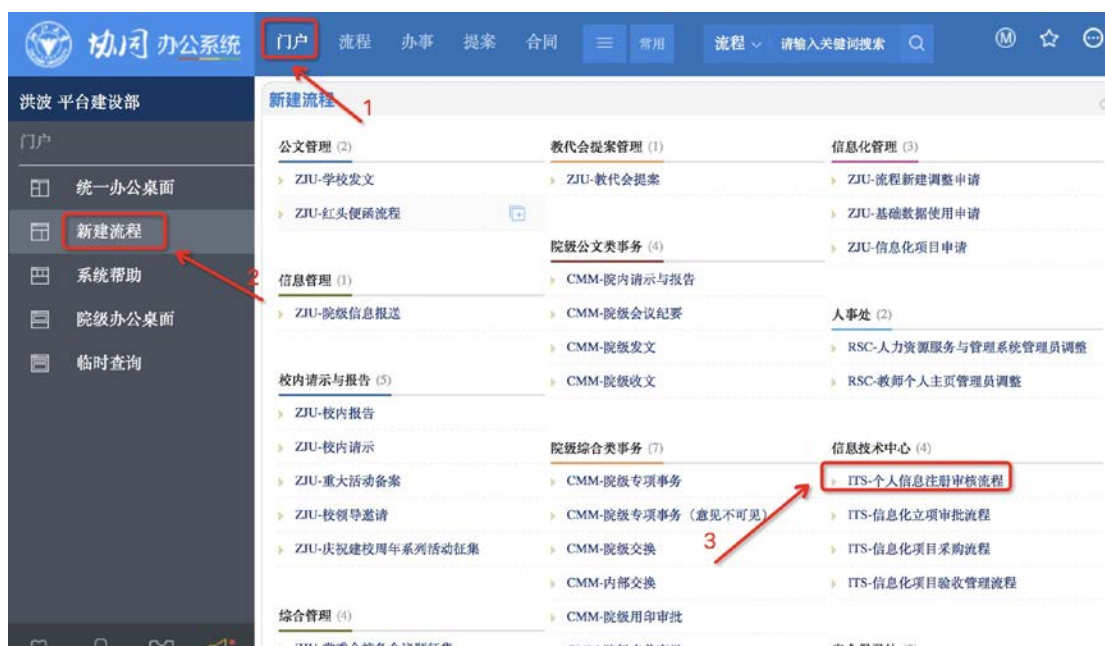 协同 办公系统
门户 流程 办事 提案 合同 常用 流程 请输入关键词搜索 M
洪波 平台建设部
门户
统一办公桌面
新建流程
系统帮助
院级办公桌面
临时查询
1
2
3
新建流程
公文管理 (2)
ZJU-学校发文
ZJU-红头便函流程
信息管理 (1)
ZJU-院级信息报送
校内请示与报告 (5)
ZJU-校内报告
ZJU-校内请示
ZJU-重大活动备案
ZJU-校领导邀请
ZJU-庆祝建校周年系列活动征集
综合管理 (4)
教代会提案管理 (1)
ZJU-教代会提案
院级公文类事务 (4)
CMM-院内请示与报告
CMM-院级会议纪要
CMM-院级发文
CMM-院级收文
院级综合类事务 (7)
CMM-院级专项事务
CMM-院级专项事务（意见不可见）
CMM-院级交换
CMM-内部交换
CMM-院级用印审批
信息化管理 (3)
ZJU-流程新建调整申请
ZJU-基础数据使用申请
ZJU-信息化项目申请
人事处 (2)
RSC-人力资源服务与管理系统管理员调整
RSC-教师个人主页管理员调整
信息技术中心 (4)
ITS-个人信息注册审核流程
ITS-信息化立项审批流程
ITS-信息化项目采购流程
ITS-信息化项目验收管理流程